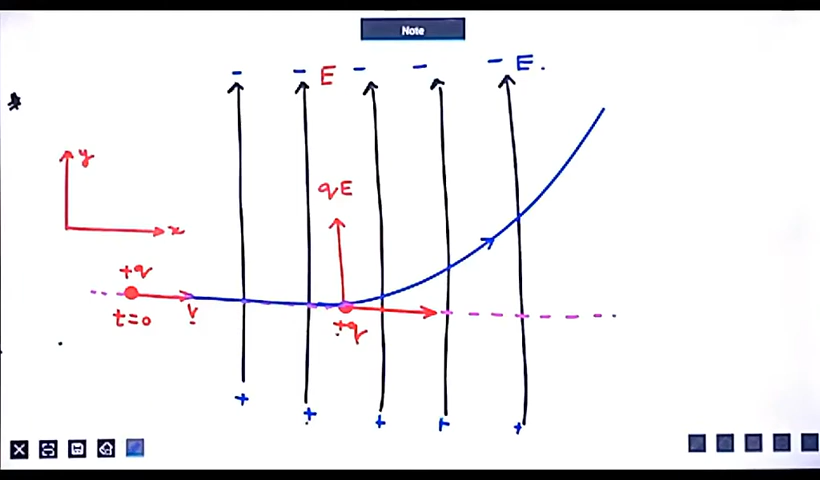 Note
- - E - - - E.
y
qE
x
+q
t=0 v
+q
+ + + + +